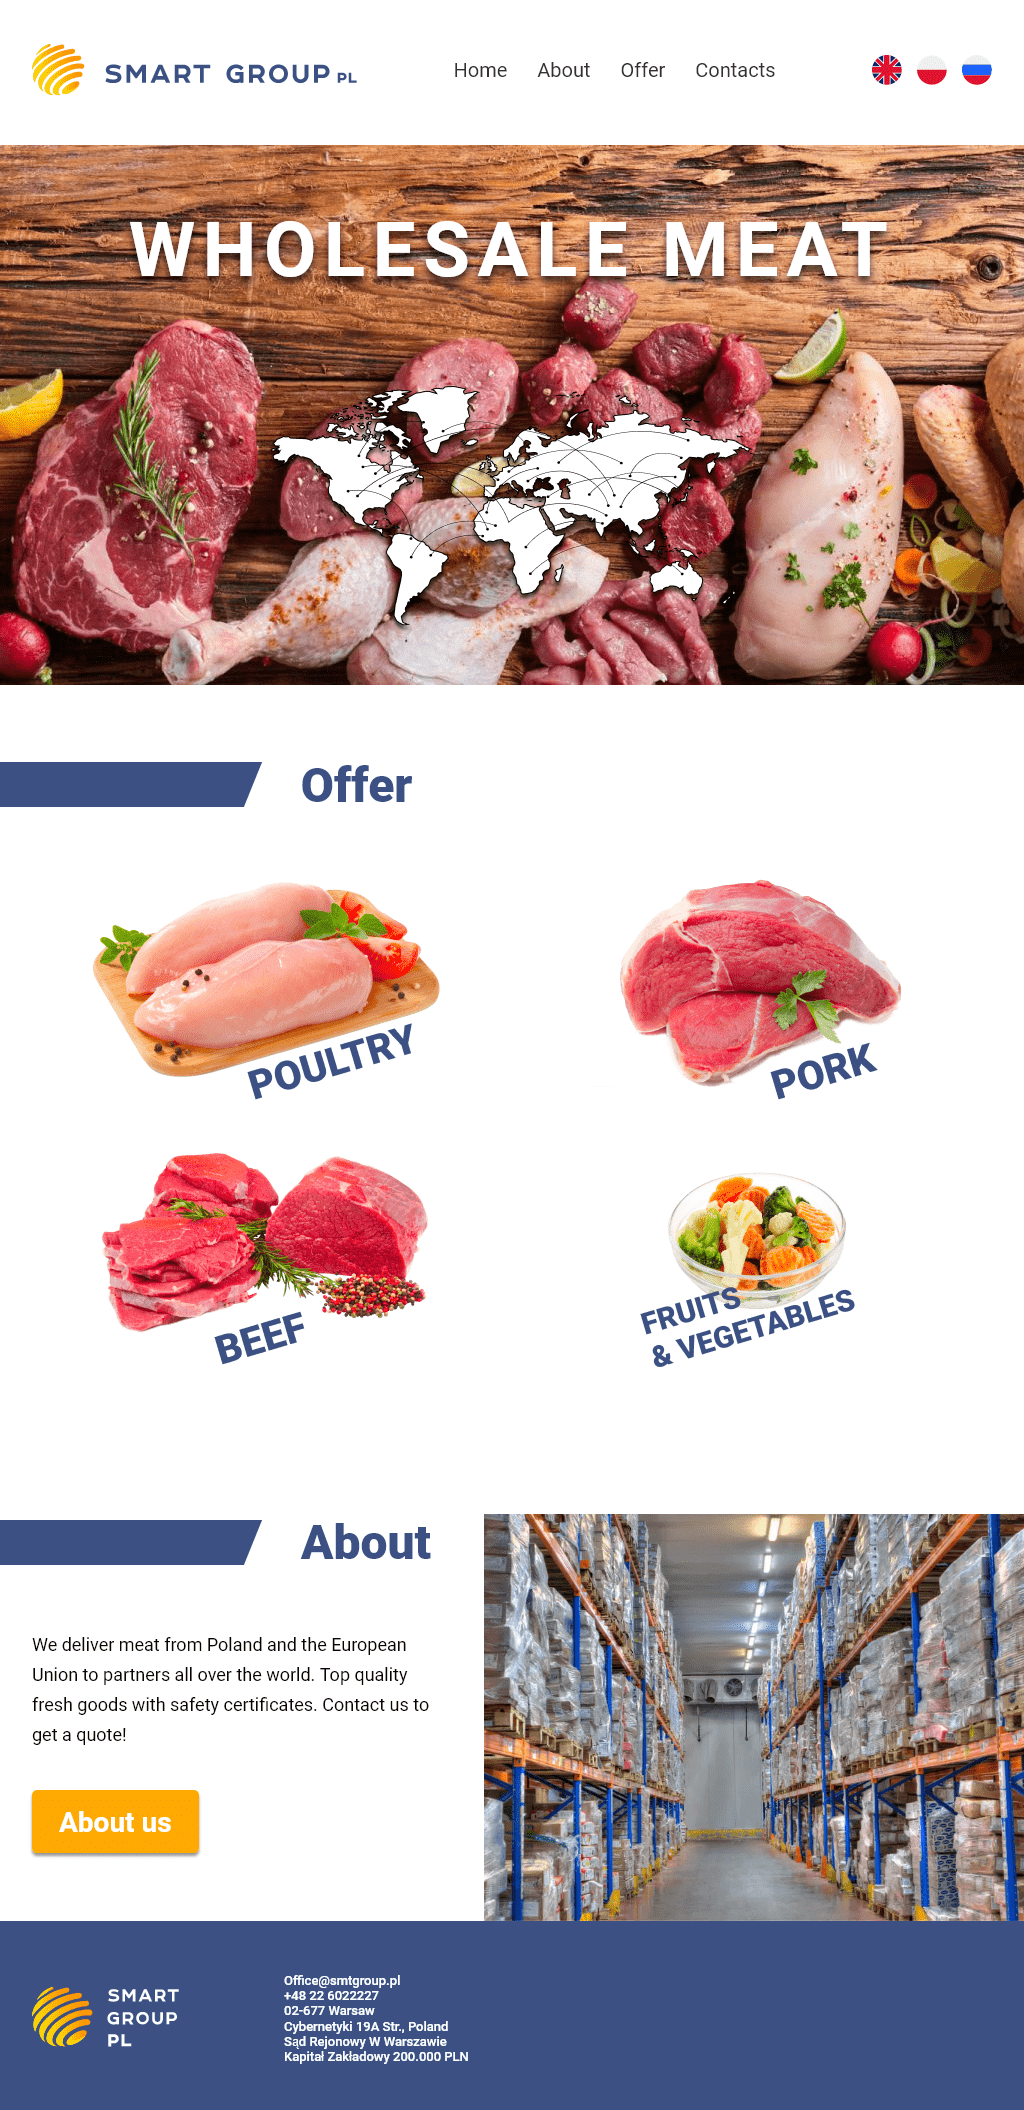 SMART GROUP PL
Home
About
Offer
Contacts
WHOLESALE MEAT
Offer
POULTRY
PORK
BEEF
FRUITS
& VEGETABLES
About
We deliver meat from Poland and the European
Union to partners all over the world. Top quality
fresh goods with safety certificates. Contact us to
get a quote!
About us
SMART
GROUP
PL
Office@smtgroup.pl
+48 22 6022227
02-677 Warsaw
Cybernetyki 19A Str., Poland
Sąd Rejonowy W Warszawie
Kapitał Zakładowy 200.000 PLN